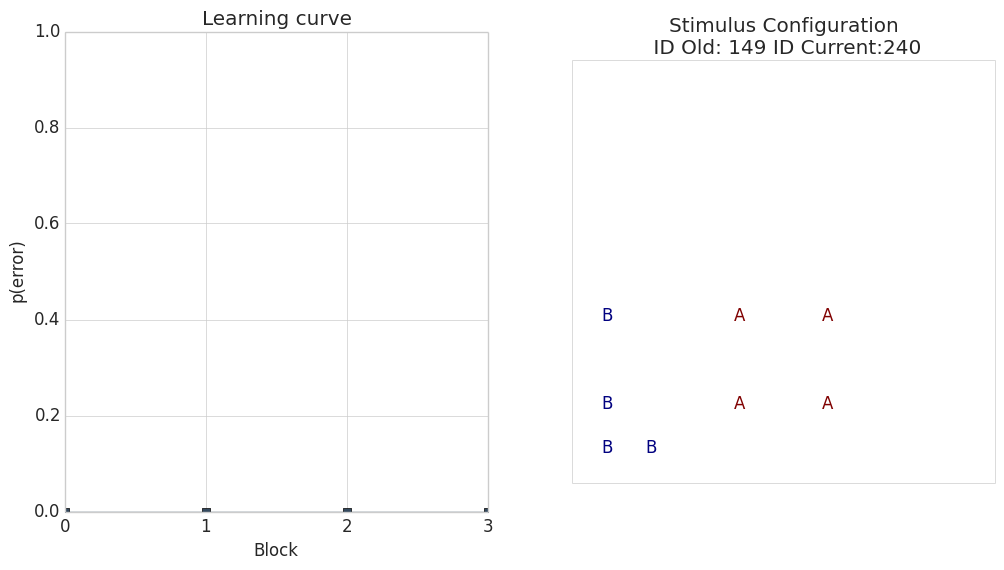 Learning curve
1.0
0.8
0.6
0.4
0.2
0.0
0 1 2 3
p(error)
Block
Stimulus Configuration
ID Old: 149 ID Current:240
B A A
B A A
B B